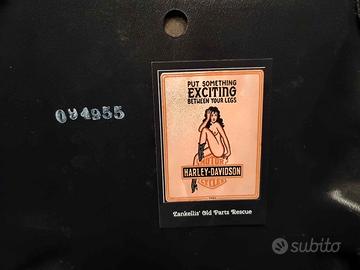 PUT SOMETHING
EXCITING
BETWEEN YOUR LEGS
094955
MOTOR
HARLEY-DAVIDSON
CYCLES
Zankellis' Old Parts Rescue
subito